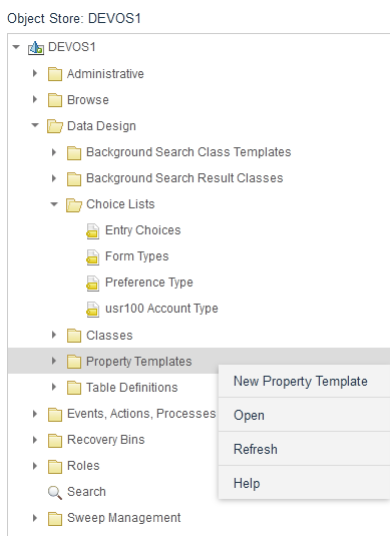 Object Store: DEVOS1
DEVOS1
Administrative
Browse
Data Design
Background Search Class Templates
Background Search Result Classes
Choice Lists
Entry Choices
Form Types
Preference Type
usr100 Account Type
Classes
Property Templates
New Property Template
Table Definitions
Open
Events, Actions, Processes
Recovery Bins
Refresh
Roles
Help
Search
Sweep Management